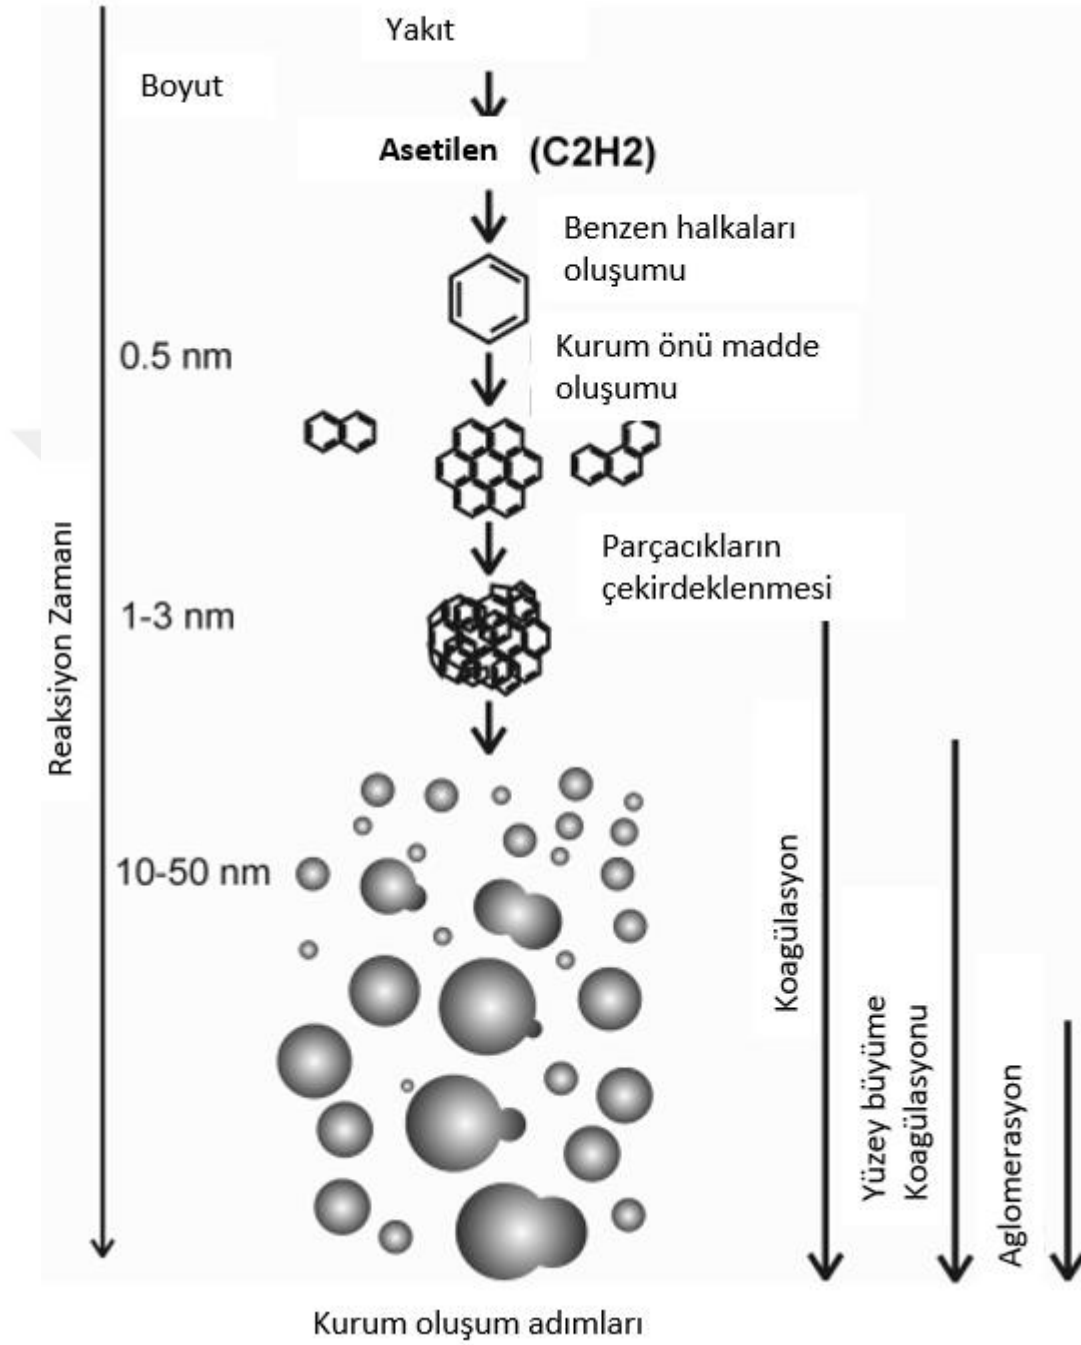 Yakıt
Boyut
Asetilen (C2H2)
Benzen halkaları
oluşumu
Kurum önü madde
oluşumu
0.5 nm
Parçacıkların
çekirdeklenmesi
1-3 nm
Reaksiyon Zamanı
10-50 nm
Koagülasyon
Yüzey büyüme
Koagülasyonu
Aglomerasyon
Kurum oluşum adımları